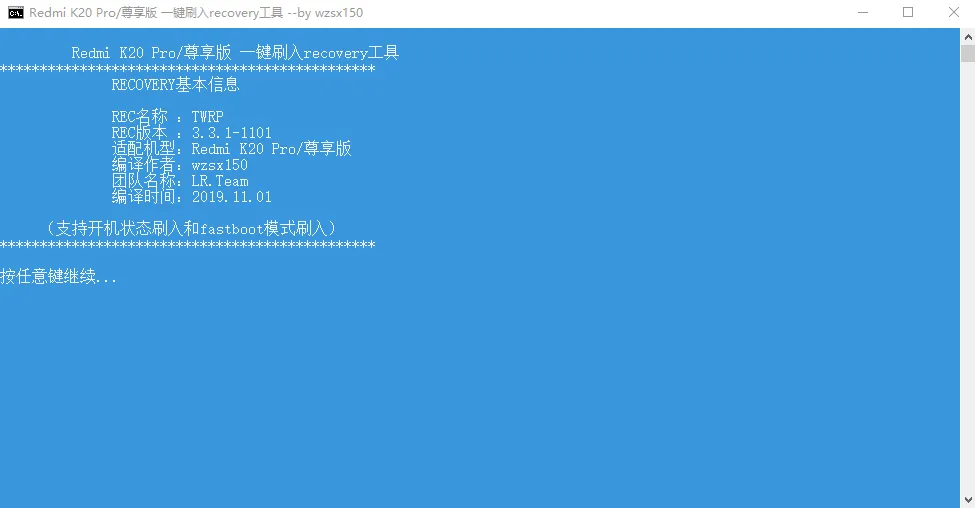 Redmi K20 Pro/尊享版 一键刷入recovery工具 --by wzsx150
Redmi K20 Pro/尊享版 一键刷入recovery工具
***********************************************
RECOVERY基本信息
REC名称 ：TWRP
REC版本 ：3.3.1-1101
适配机型：Redmi K20 Pro/尊享版
编译作者：wzsx150
团队名称：LR.Team
编译时间：2019.11.01
（支持开机状态刷入和fastboot模式刷入）
***********************************************
按任意键继续...